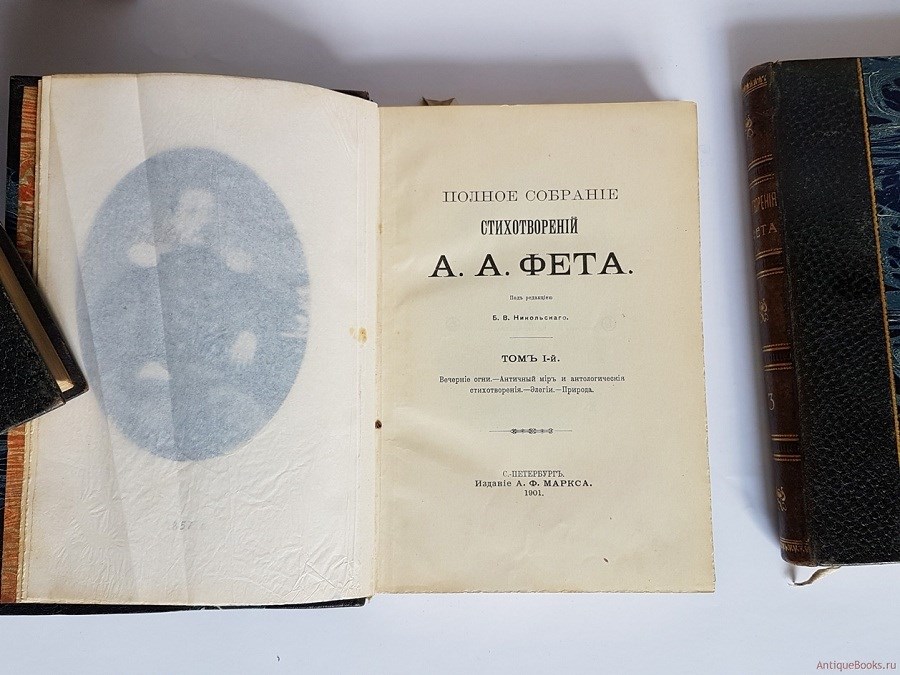 ПОЛНОЕ СОБРАНІЕ
СТИХОТВОРЕНІЙ
А. А. ФЕТА.
Подъ редакціею
Б. В. Никольскаго.
ТОМЪ I-й.
Вечерніе огни.—Античный міръ и антологическія
стихотворенія.—Элегіи.—Природа.
С.-ПЕТЕРБУРГЪ.
Изданіе А. Ф. МАРКСА.
1901.
3
AntiqueBooks.ru